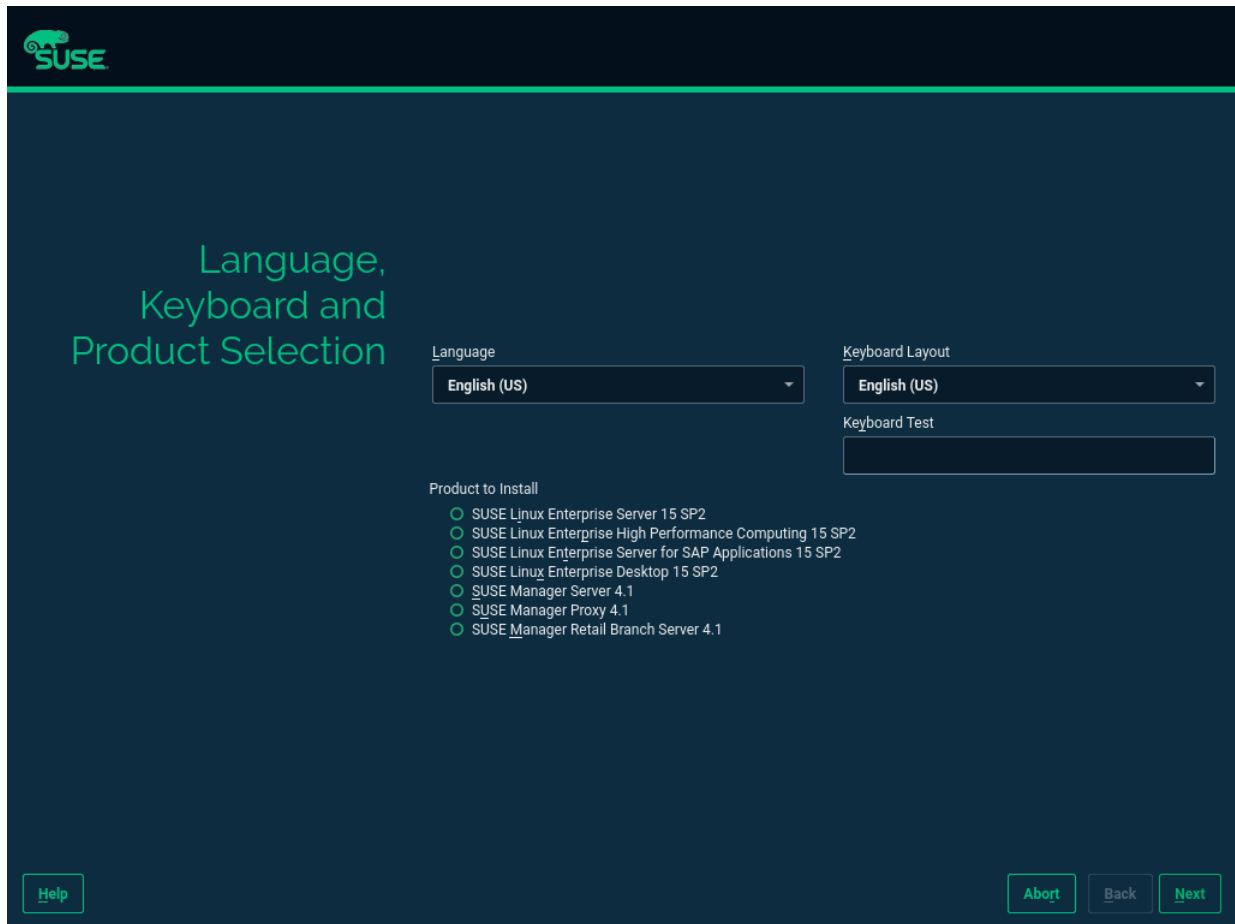 SUSE
Language,
Keyboard and
Product Selection
Language
Keyboard Layout
English (US)
English (US)
Keyboard Test
Product to Install
SUSE Linux Enterprise Server 15 SP2
SUSE Linux Enterprise High Performance Computing 15 SP2
SUSE Linux Enterprise Server for SAP Applications 15 SP2
SUSE Linux Enterprise Desktop 15 SP2
SUSE Manager Server 4.1
SUSE Manager Proxy 4.1
SUSE Manager Retail Branch Server 4.1
Help
Abort
Back
Next